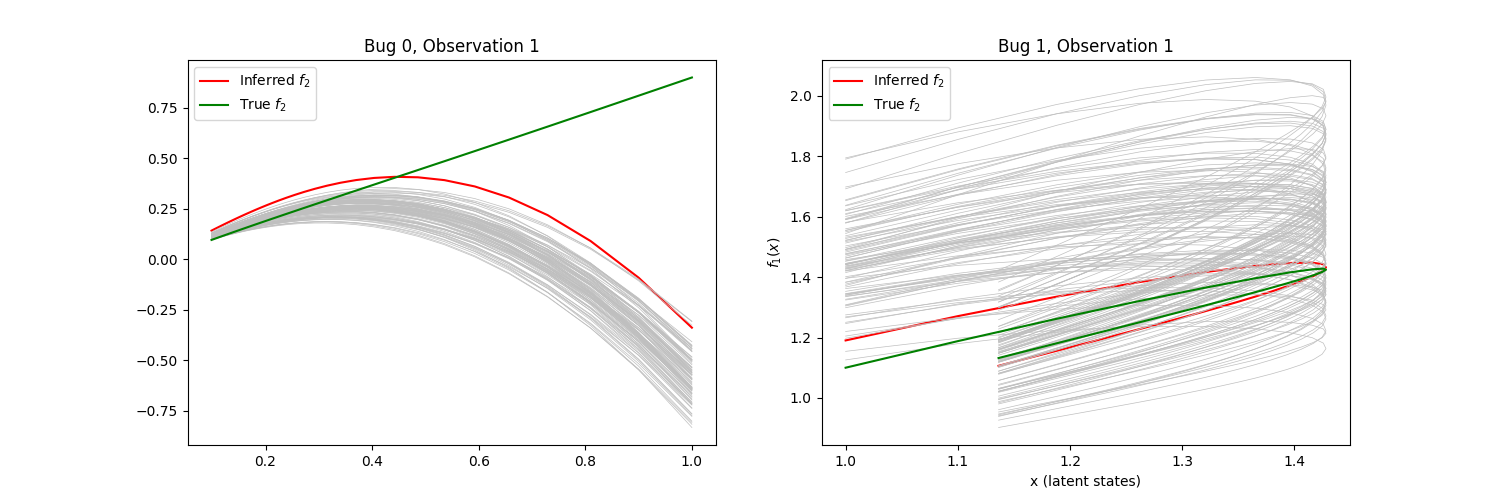 Bug 0, Observation 1
Inferred f₂
True f₂
0.75
0.50
0.25
0.00
−0.25
−0.50
−0.75
0.2 0.4 0.6 0.8 1.0
Bug 1, Observation 1
Inferred f₂
True f₂
f₁(x)
2.0
1.8
1.6
1.4
1.2
1.0
1.0 1.1 1.2 1.3 1.4
x (latent states)